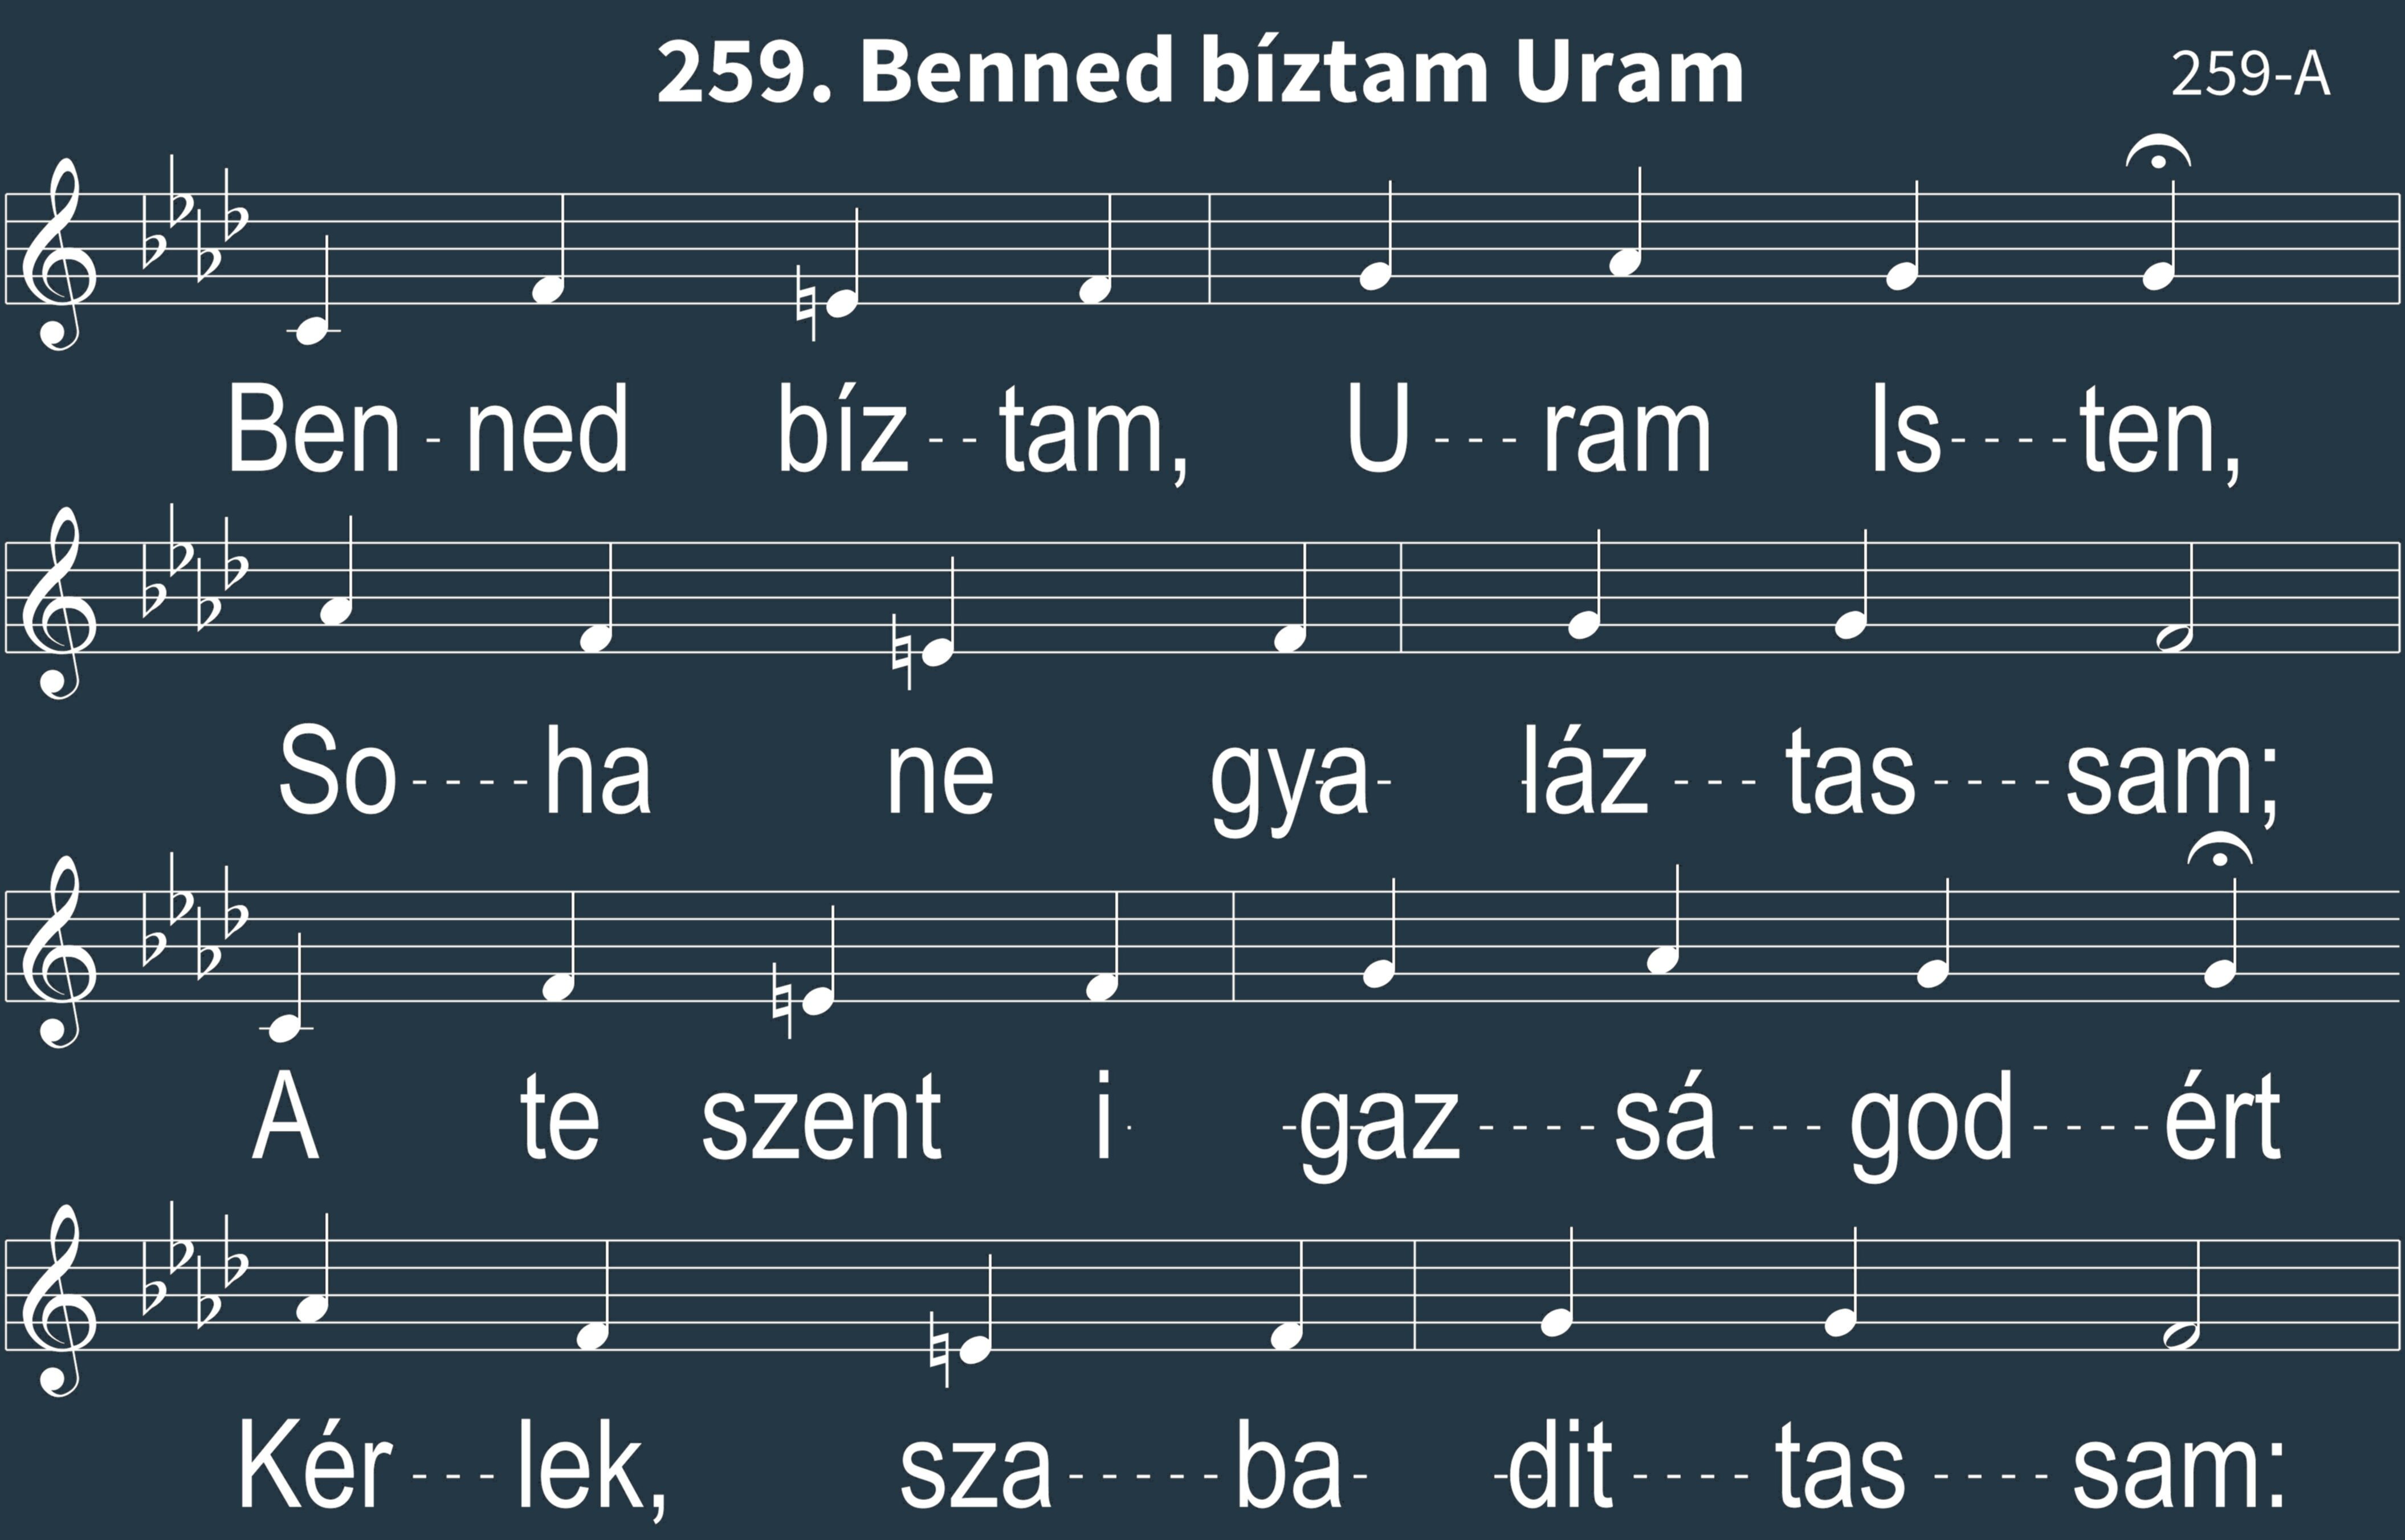 259. Benned bíztam Uram
259-A
Ben - ned bíz - - tam, U - - - ram Is - - - - ten,
So - - - - ha ne gya- láz - - - tas - - - - sam;
A te szent i- -gaz - - - - sá - - - god - - - - ért
Kér - - - lek, sza - - - - - ba- -dit - - - - tas - - - - sam: